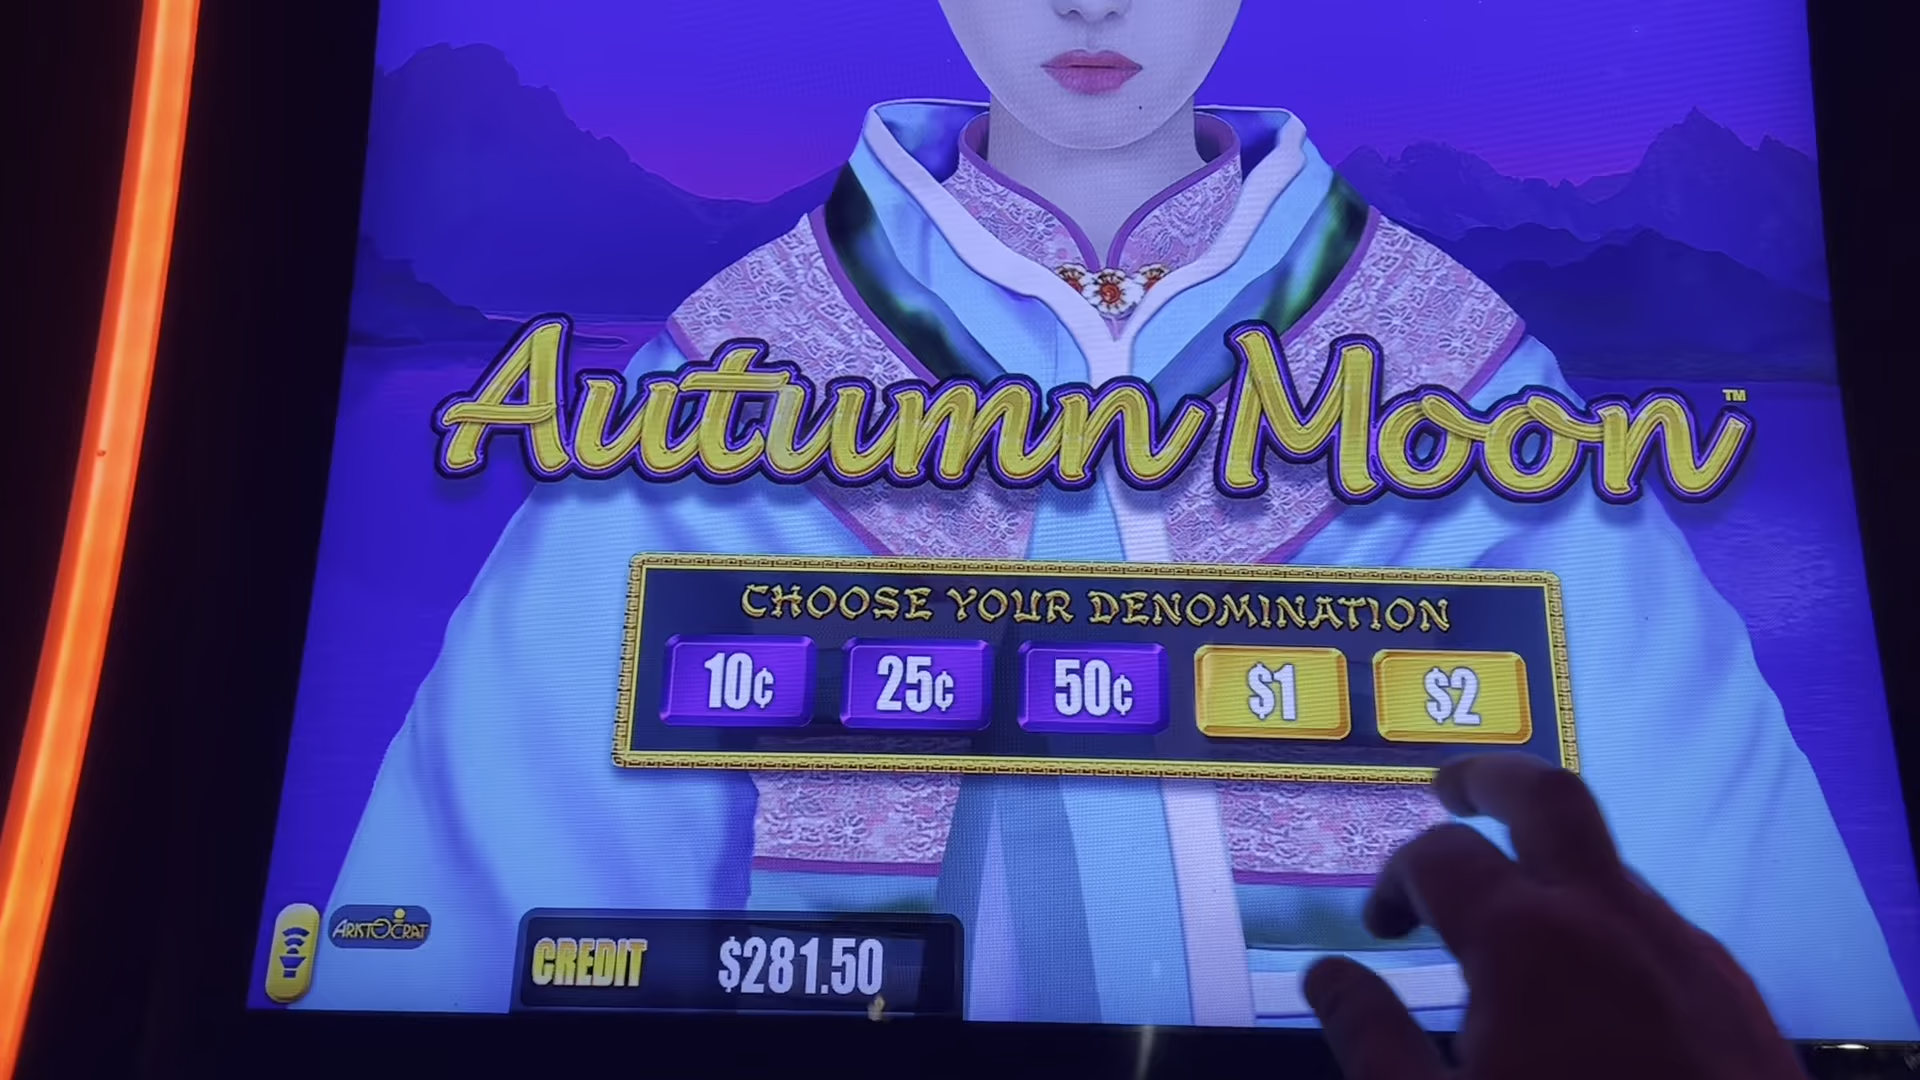 Autumn Moon™
CHOOSE YOUR DENOMINATION
10¢ 25¢ 50¢ $1 $2
ARISTOCRAT
CREDIT $281.50